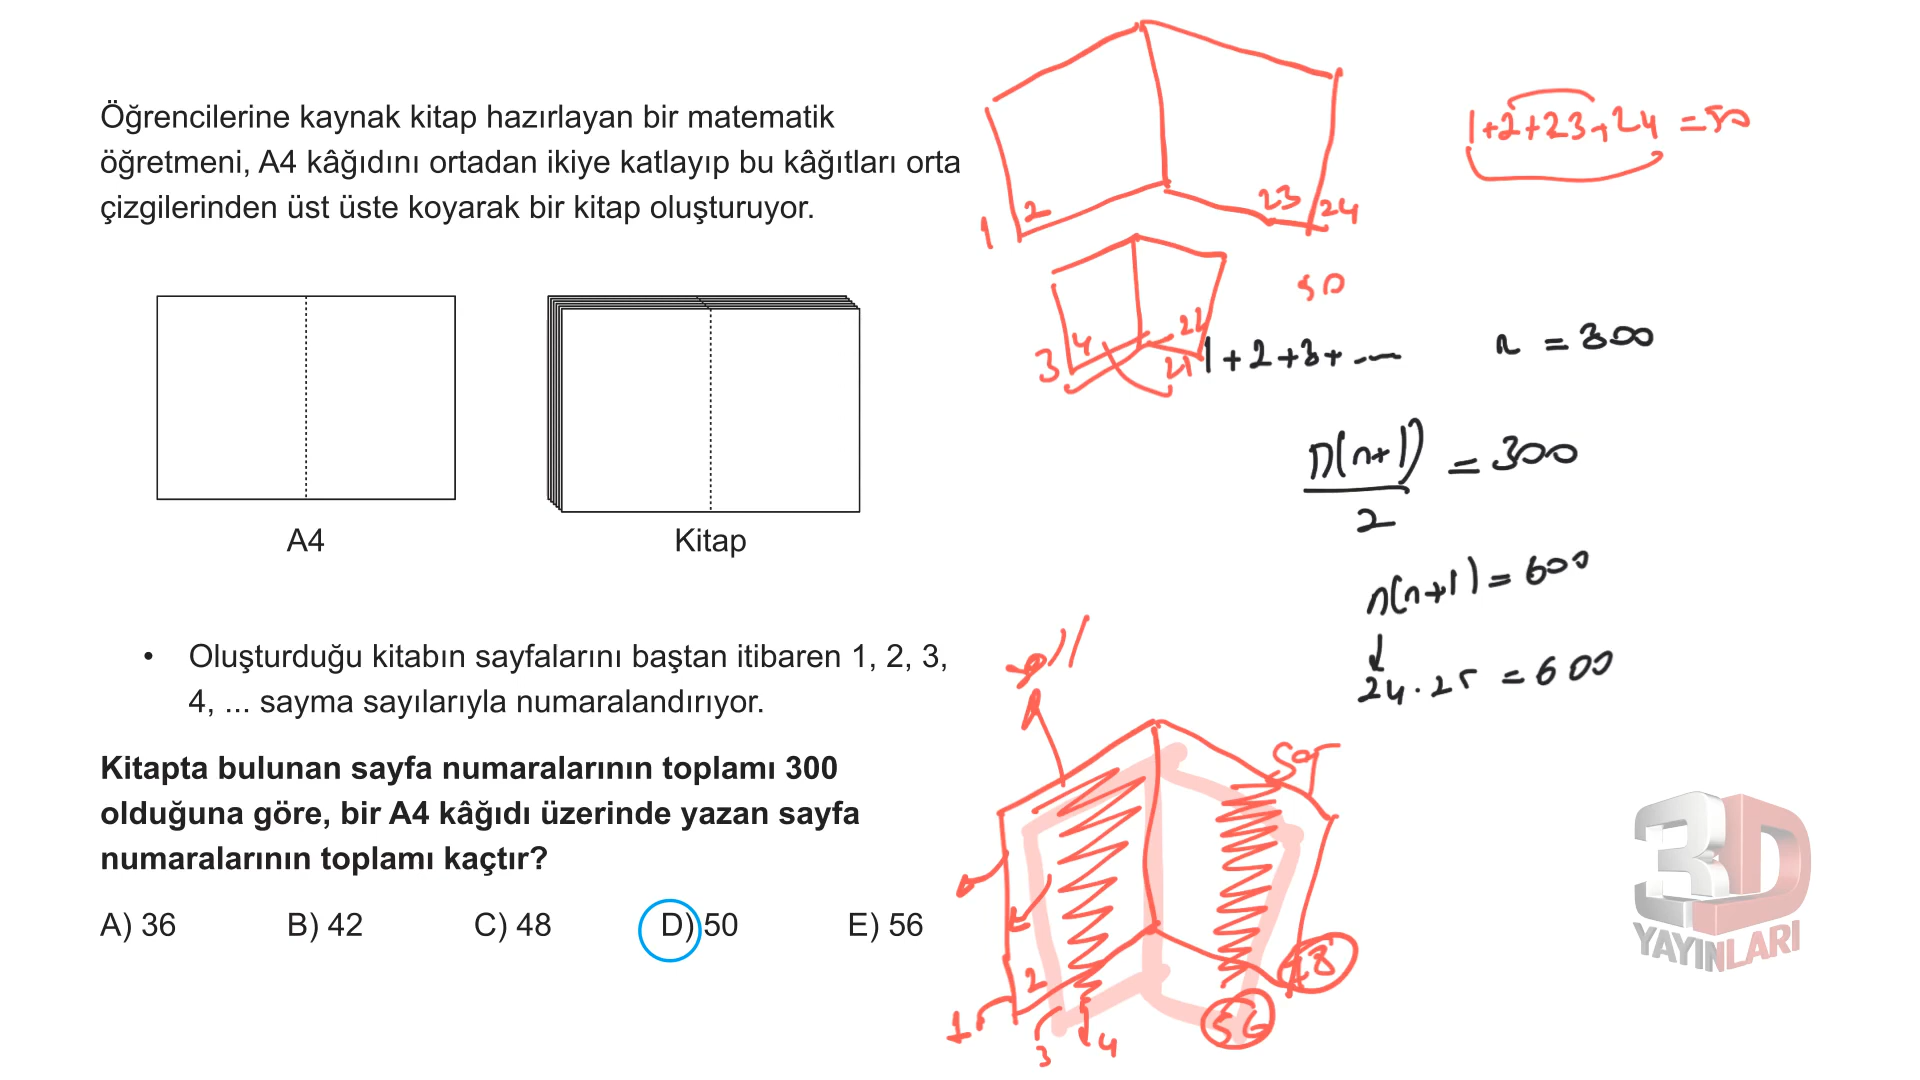 Öğrencilerine kaynak kitap hazırlayan bir matematik
öğretmeni, A4 kâğıdını ortadan ikiye katlayıp bu kâğıtları orta
çizgilerinden üst üste koyarak bir kitap oluşturuyor.
A4
Kitap
• Oluşturduğu kitabın sayfalarını baştan itibaren 1, 2, 3,
4, ... sayma sayılarıyla numaralandırıyor.
Kitapta bulunan sayfa numaralarının toplamı 300
olduğuna göre, bir A4 kâğıdı üzerinde yazan sayfa
numaralarının toplamı kaçtır?
A) 36 B) 42 C) 48 D) 50 E) 56
1 2 23 24
1+2+23+24 = 50
50
3 4 21 22
1+2+3+ ... n = 300
n(n+1) = 300
2
n(n+1) = 600
24 . 25 = 600
1 2 3 4
3D
YAYINLARI